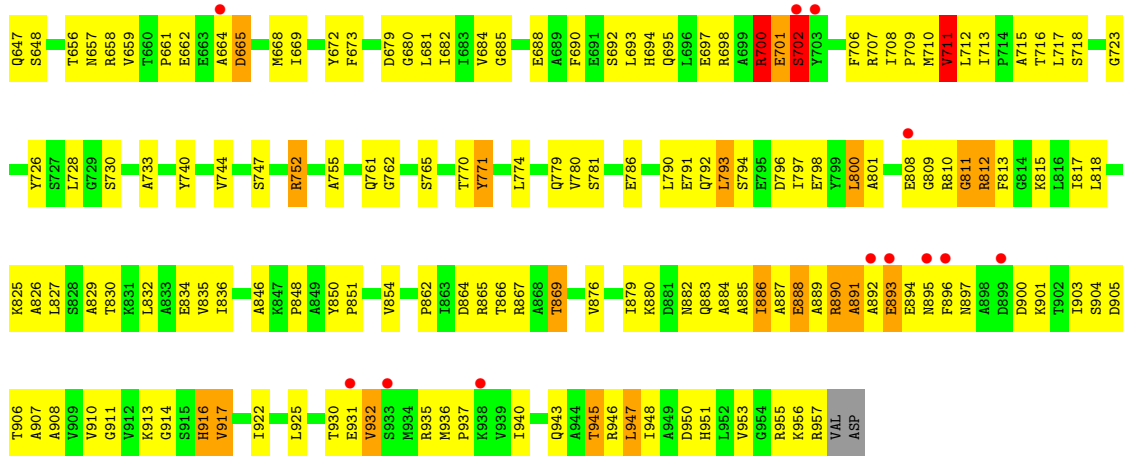 Q647 S648 T656 N657 R658 V659 T660 P661 E662 E663 A664 D665 M668 I669 Y672 F673 D679 G680 L681 I682 I683 V684 G685 E688 A689 F690 E691 S692 L693 H694 Q695 L696 E697 R698 A699 R700 E701 S702 Y703 F706 R707 I708 P709 M710 V711 L712 I713 P714 A715 T716 L717 S718 G723
Y726 S727 L728 G729 S730 A733 Y740 V744 S747 R752 A755 Q761 G762 S765 T770 Y771 L774 Q779 V780 S781 E786 L790 E791 Q792 L793 S794 E795 D796 I797 E798 Y799 L800 A801 E808 G809 R810 G811 R812 F813 G814 K815 L816 I817 L818
K825 A826 L827 S828 A829 T830 K831 L832 A833 E834 V835 I836 A846 K847 P848 A849 Y850 P851 V854 P862 I863 D864 R865 T866 R867 A868 T869 V876 I879 K880 D881 N882 Q883 A884 A885 I886 A887 E888 A889 R890 A891 A892 E893 E894 N895 F896 N897 A898 D899 D900 K901 T902 I903 S904 D905
T906 A907 A908 V909 V910 G911 V912 K913 G914 S915 H916 V917 I922 L925 T930 E931 V932 S933 M934 R935 M936 P937 K938 V939 I940 Q943 A944 T945 R946 L947 I948 A949 D950 H951 L952 V953 G954 R955 K956 R957 VAL ASP